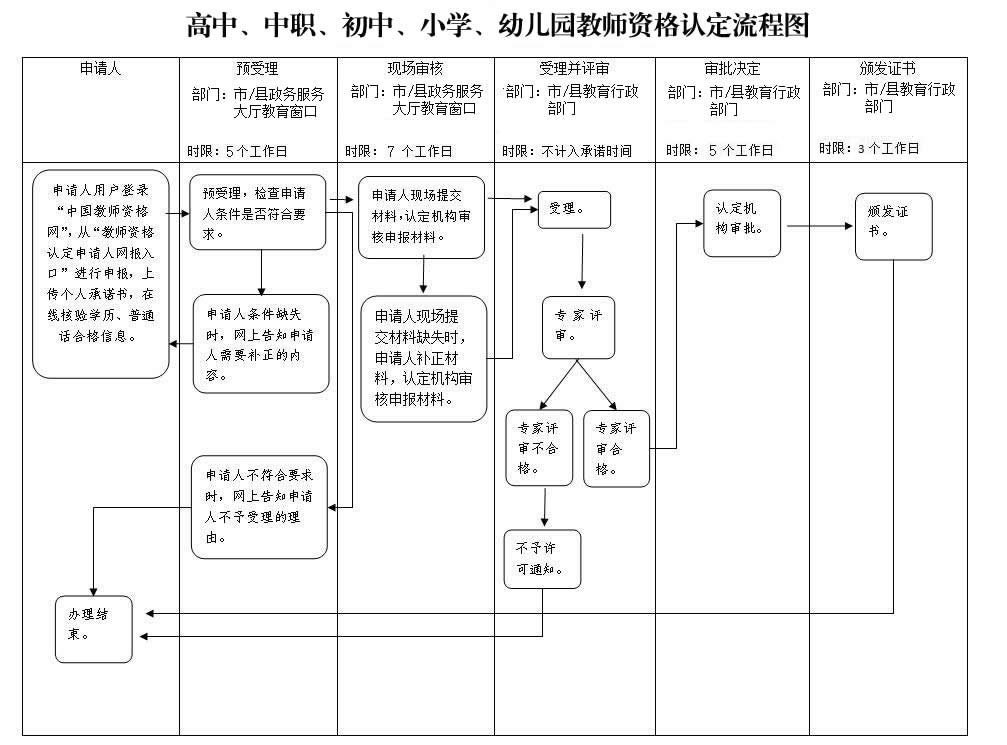 高中、中职、初中、小学、幼儿园教师资格认定流程图
申请人
预受理
部门：市/县政务服务
大厅教育窗口
时限：5个工作日
现场审核
部门：市/县政务服务
大厅教育窗口
时限：7 个工作日
受理并评审
部门：市/县教育行政
部门
时限：不计入承诺时间
审批决定
部门：市/县教育行政
部门
时限：5 个工作日
颁发证书
部门：市/县教育行政
部门
时限：3 个工作日
申请人用户登录
“中国教师资格
网”，从“教师资格
认定申请人网报入
口”进行申报，上
传个人承诺书，在
线核验学历、普通
话合格信息。
预受理，检查申请
人条件是否符合要
求。
申请人条件缺失
时，网上告知申请
人需要补正的内
容。
申请人不符合要求
时，网上告知申请
人不予受理的理
由。
申请人现场提交
材料，认定机构审
核申报材料。
申请人现场提
交材料缺失时，
申请人补正材
料，认定机构审
核申报材料。
受理。
专家评
审。
专家评
审不合
格。
专家评
审合
格。
不予许
可通知。
认定机
构审批。
颁发证
书。
办理结
束。